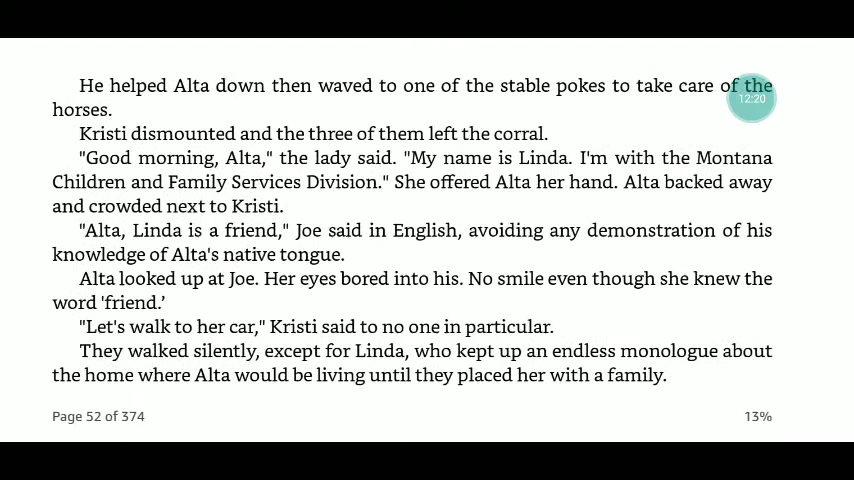 He helped Alta down then waved to one of the stable pokes to take care of the
12:20
horses.
Kristi dismounted and the three of them left the corral.
"Good morning, Alta," the lady said. "My name is Linda. I'm with the Montana
Children and Family Services Division." She offered Alta her hand. Alta backed away
and crowded next to Kristi.
"Alta, Linda is a friend," Joe said in English, avoiding any demonstration of his
knowledge of Alta's native tongue.
Alta looked up at Joe. Her eyes bored into his. No smile even though she knew the
word 'friend.’
"Let's walk to her car," Kristi said to no one in particular.
They walked silently, except for Linda, who kept up an endless monologue about
the home where Alta would be living until they placed her with a family.
Page 52 of 374
13%